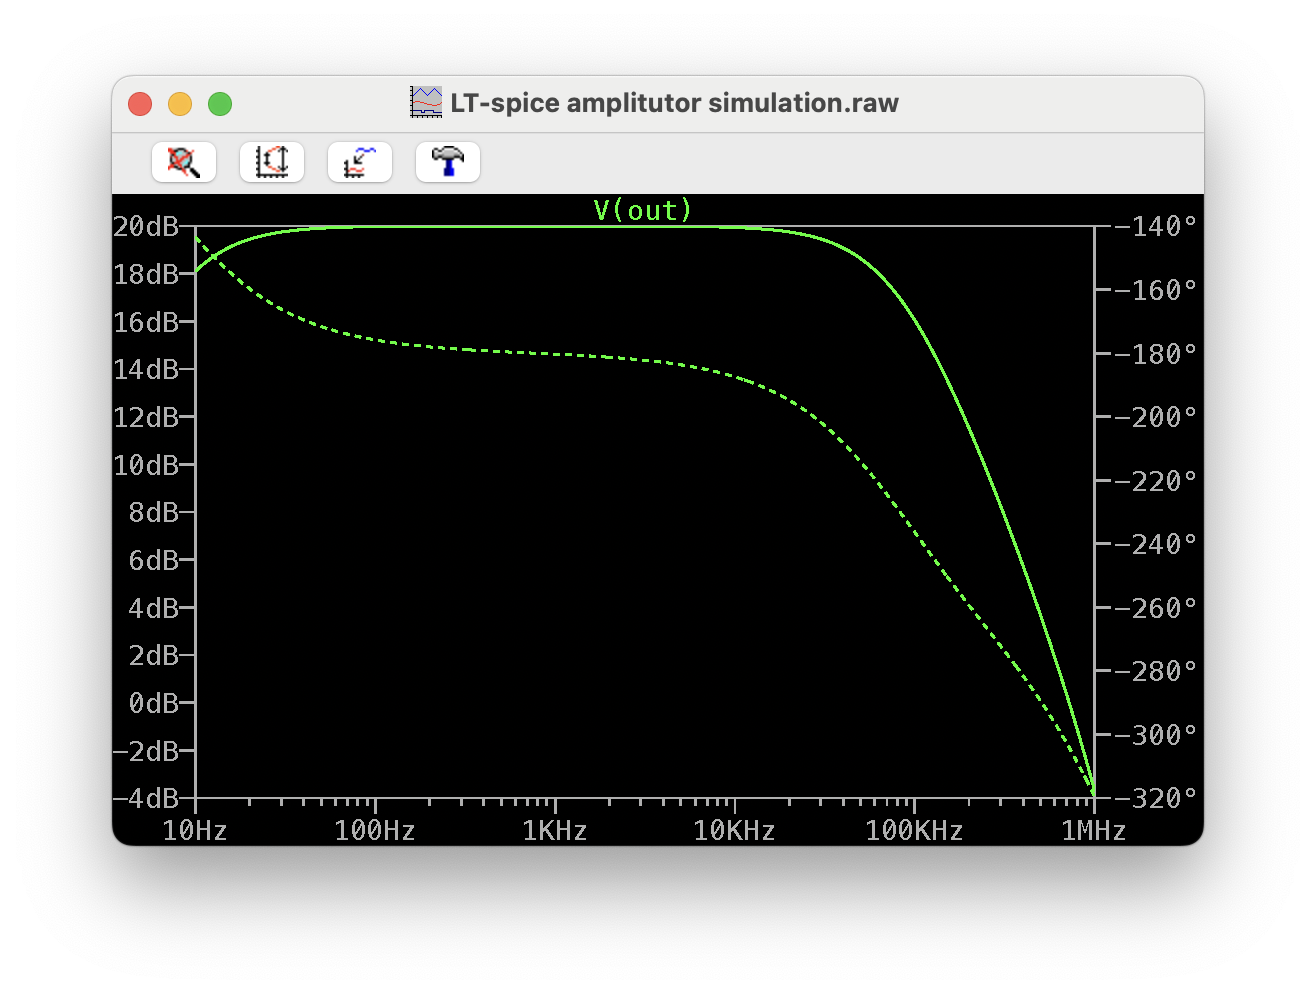 LT-spice amplitutor simulation.raw
V(out)
20dB
18dB
16dB
14dB
12dB
10dB
8dB
6dB
4dB
2dB
0dB
−2dB
−4dB
−140°
−160°
−180°
−200°
−220°
−240°
−260°
−280°
−300°
−320°
10Hz 100Hz 1KHz 10KHz 100KHz 1MHz